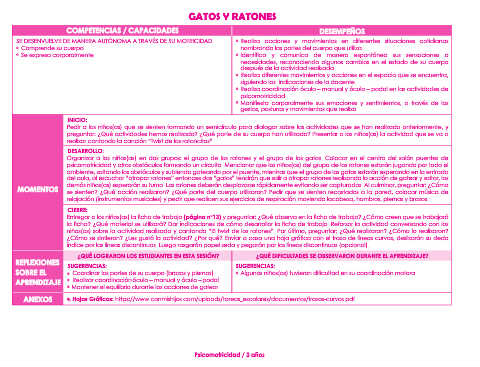 GATOS Y RATONES
COMPETENCIAS / CAPACIDADES
DESEMPEÑOS
SE DESENVUELVE DE MANERA AUTÓNOMA A TRAVÉS DE SU MOTRICIDAD
• Comprende su cuerpo
• Se expresa corporalmente
• Realiza acciones y movimientos en diferentes situaciones cotidianas
nombrando las partes del cuerpo que utiliza
• Identifica y comunica de manera espontánea sus sensaciones o
necesidades, reconociendo algunos cambios en el estado de su cuerpo
después de la actividad realizada
• Realiza diferentes movimientos y acciones en el espacio que se encuentra,
siguiendo las indicaciones de la docente
• Realiza coordinación óculo – manual y óculo – podal en las actividades de
psicomotricidad
• Manifiesta corporalmente sus emociones y sentimientos, a través de los
gestos, posturas y movimientos que realiza
MOMENTOS
INICIO:
Pedir a los niños(as) que se sienten formando un semicírculo para dialogar sobre las actividades que se han realizado anteriormente, y
preguntar: ¿Qué actividades hemos realizado? ¿Qué parte de su cuerpo han utilizado? Presentar a los niños(a) la actividad que se va a
realizar cantando la canción "Twist de los ratoncitos"
DESARROLLO:
Organizar a los niños(as) en dos grupos: el grupo de los ratones y el grupo de los gatos. Colocar en el centro del salón puentes de
psicomotricidad y otros obstáculos formando un circuito. Mencionar que los niños(as) del grupo de los ratones estarán jugando por todo el
ambiente, saltando los obstáculos y subiendo gateando por el puente, mientras que el grupo de los gatos estarán esperando en la entrada
del aula, al escuchar "atrapar ratones" entonces dos "gatos" tendrán que salir a atrapar ratones realizando la acción de gatear y saltar, los
demás niños(as) esperarán su turno. Los ratones deberán desplazarse rápidamente evitando ser capturados. Al culminar, preguntar: ¿Cómo
se sienten? ¿Qué acción realizaron? ¿Qué parte del cuerpo utilizaron? Pedir que se sienten recostados a la pared, colocar música de
relajación (instrumentos musicales) y pedir que realicen sus ejercicios de respiración moviendo la cabeza, hombros, piernas y brazos
CIERRE:
Entregar a los niños(as) la ficha de trabajo (página n°13) y preguntar: ¿Qué observa en la ficha de trabajo? ¿Cómo creen que se trabajará
la ficha? ¿Qué material se utilizará? Dar indicaciones de cómo desarrollar la ficha de trabajo. Reforzar la actividad conversando con los
niños(as) sobre la actividad realizada y cantando "El twist de los ratones". Por último, preguntar: ¿Qué realizaron? ¿Cómo lo realizaron?
¿Cómo se sintieron? ¿Les gustó la actividad? ¿Por qué? Enviar a casa una hoja gráfica con el trazo de líneas curvas, deslizarán su dedo
índice por las líneas discontinuas. Luego rasgarán papel seda y pegarán por las líneas discontinuas (opcional)
REFLEXIONES
SOBRE EL
APRENDIZAJE
¿QUÉ LOGRARON LOS ESTUDIANTES EN ESTA SESIÓN?
¿QUÉ DIFICULTADES SE OBSERVARON DURANTE EL APRENDIZAJE?
SUGERENCIAS:
• Coordinar las partes de su cuerpo (brazos y piernas)
• Realizar coordinación óculo – manual y óculo – podal
• Mantener el equilibrio durante las acciones de gatear
SUGERENCIAS:
• Algunos niños(as) tuvieron dificultad en su coordinación motora
ANEXOS
• Hojas Gráficas: https://www.conmishijos.com/uploads/tareas_escolares/documentos/trazos-curvos.pdf
Psicomotricidad / 3 años